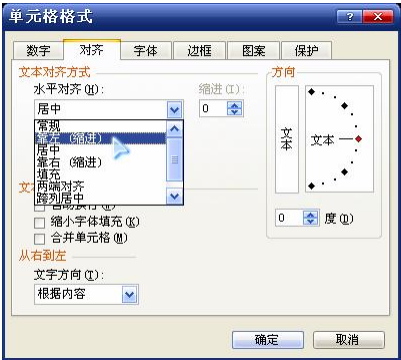 单元格格式
数字 对齐 字体 边框 图案 保护
文本对齐方式
水平对齐(H): 缩进(I):
居中 0
常规
靠左 (缩进)
居中
靠右 (缩进)
填充
两端对齐
跨列居中
自动换行(W)
缩小字体填充(K)
合并单元格(M)
从右到左
文字方向(T):
根据内容
方向
文本
文本
0 度(D)
确定 取消